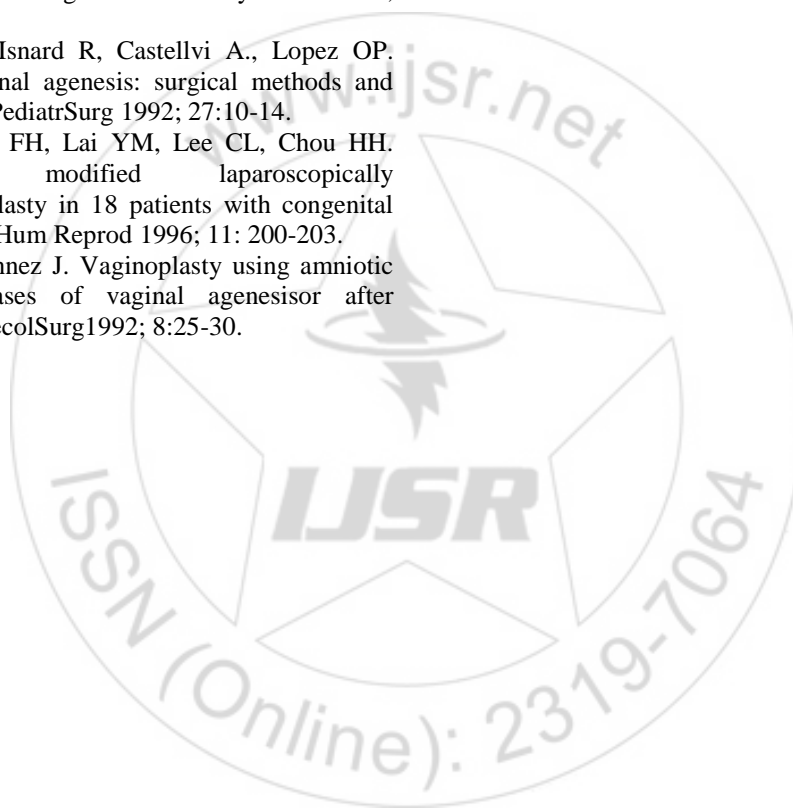 Isnard R, Castellvi A., Lopez OP.
nal agenesis: surgical methods and
PediatrSurg 1992; 27:10-14.
FH, Lai YM, Lee CL, Chou HH.
modified laparoscopically
lasty in 18 patients with congenital
Hum Reprod 1996; 11: 200-203.
nnez J. Vaginoplasty using amniotic
ases of vaginal agenesisor after
ecolSurg1992; 8:25-30.
www.ijsr.net
IJSR
ISSN (Online): 2319-7064